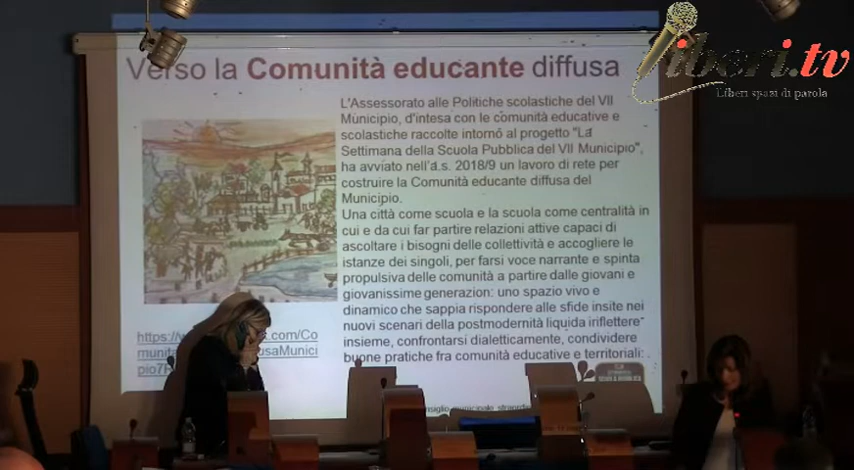 Verso la Comunità educante diffusa
iberi.tv
Liberi spazi di parola
L'Assessorato alle Politiche scolastiche del VII
Municipio, d'intesa con le comunità educative e
scolastiche raccolte intorno al progetto "La
Settimana della Scuola Pubblica del VII Municipio",
ha avviato nell'a.s. 2018/9 un lavoro di rete per
costruire la Comunità educante diffusa del
Municipio.
Una città come scuola e la scuola come centralità in
cui e da cui far partire relazioni attive capaci di
ascoltare i bisogni delle collettività e accogliere le
istanze dei singoli, per farsi voce narrante e spinta
propulsiva delle comunità a partire dalle giovani e
giovanissime generazion: uno spazio vivo e
dinamico che sappia rispondere alle sfide insite nei
nuovi scenari della postmodernità liquida iriflettere"
insieme, confrontarsi dialetticamente, condividere
buone pratiche fra comunità educative e territoriali: